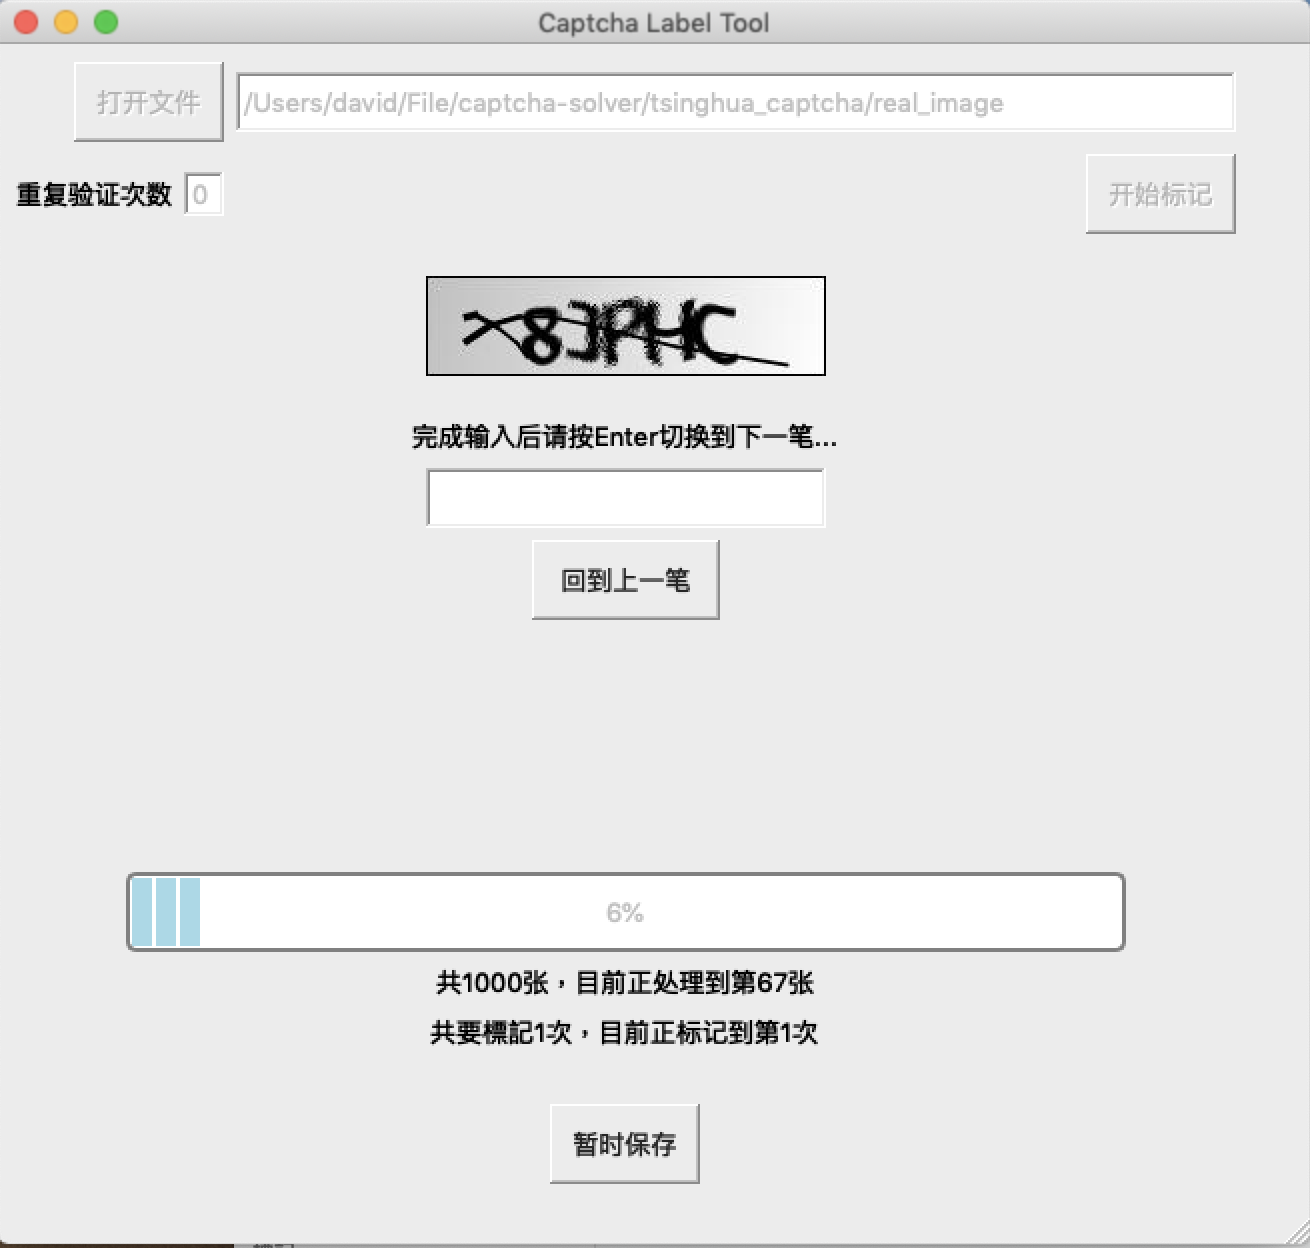 Captcha Label Tool
打开文件 /Users/david/File/captcha-solver/tsinghua_captcha/real_image
重复验证次数 0 开始标记
完成输入后请按Enter切换到下一笔...
回到上一笔
6%
共1000张，目前正处理到第67张
共要標記1次，目前正标记到第1次
暂时保存